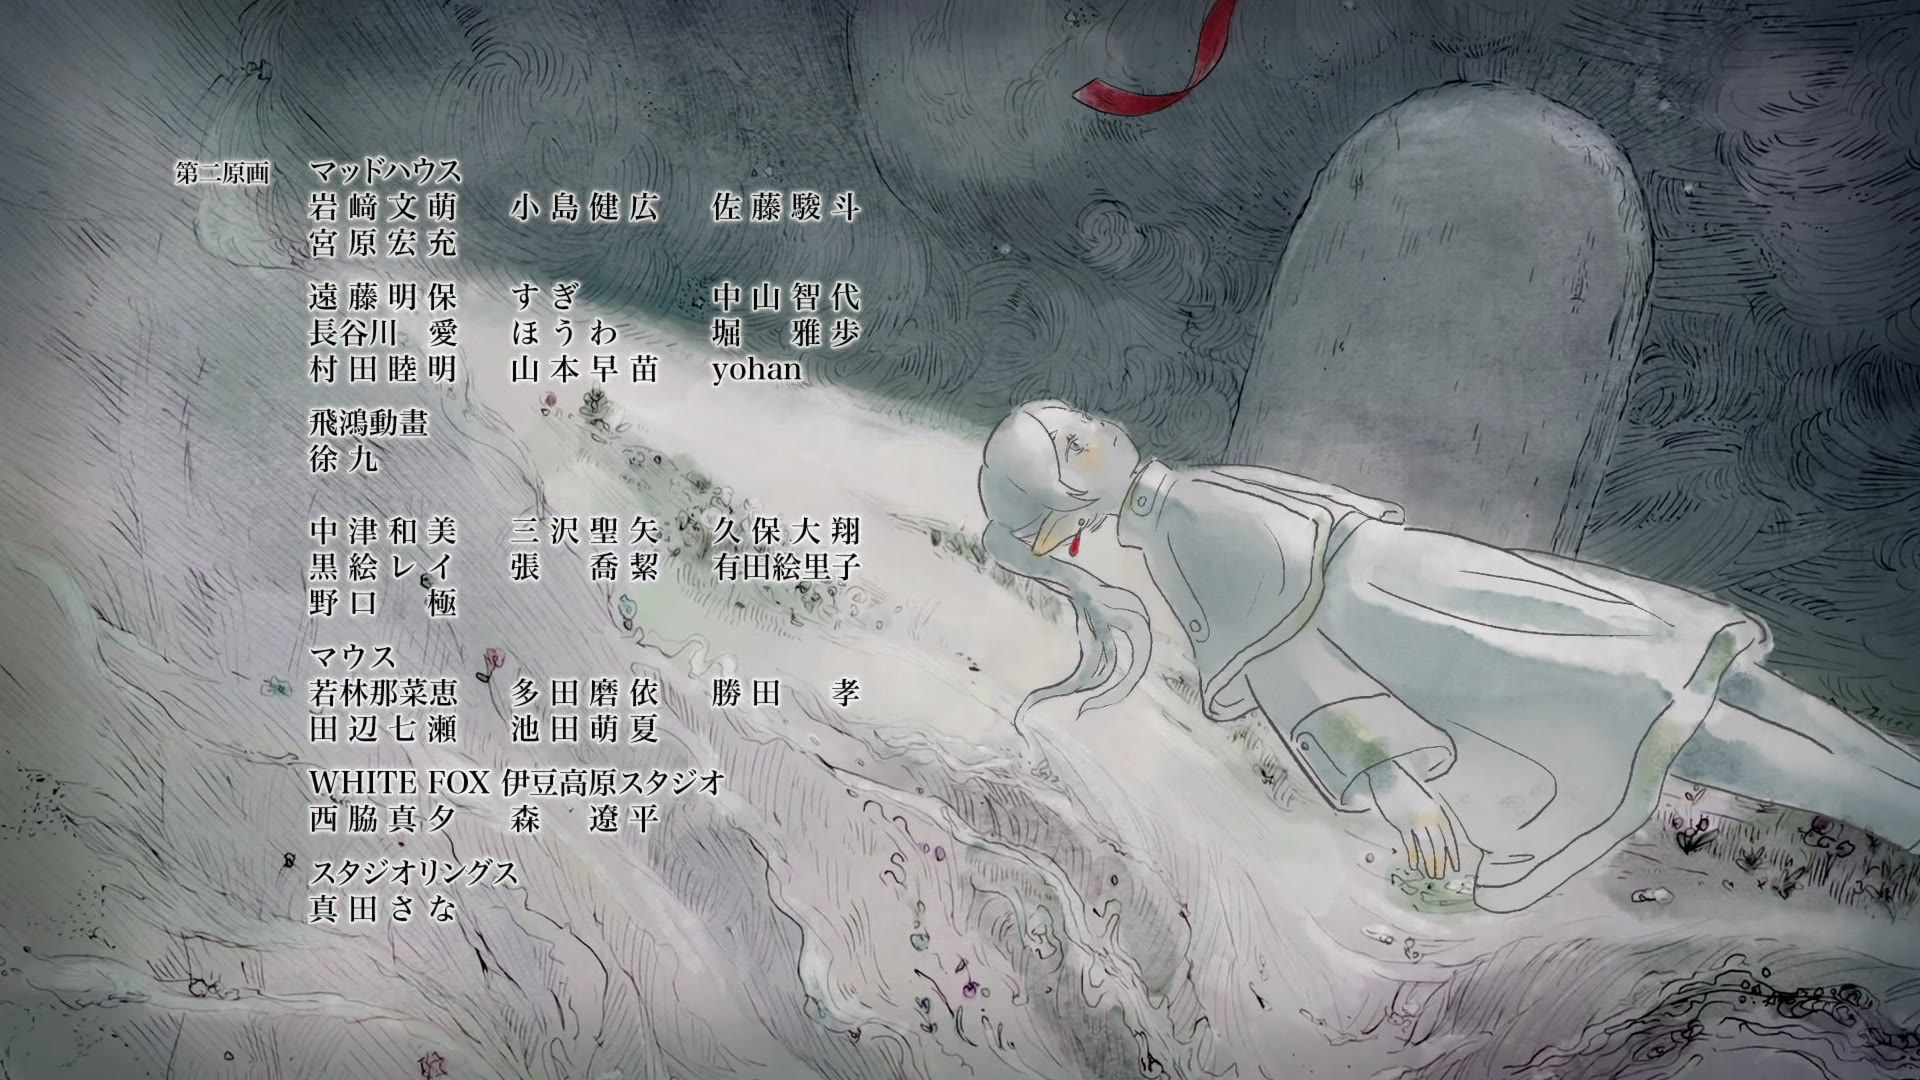 第二原画 マッドハウス
岩﨑文萌 小島健広 佐藤駿斗
宮原宏充
遠藤明保 すぎ 中山智代
長谷川 愛 ほうわ 堀 雅歩
村田睦明 山本早苗 yohan
飛鴻動畫
徐九
中津和美 三沢聖矢 久保大翔
黒絵レイ 張 喬絜 有田絵里子
野口 極
マウス
若林那菜恵 多田磨依 勝田 孝
田辺七瀬 池田萌夏
WHITE FOX 伊豆高原スタジオ
西脇真夕 森 遼平
スタジオリングス
真田さな